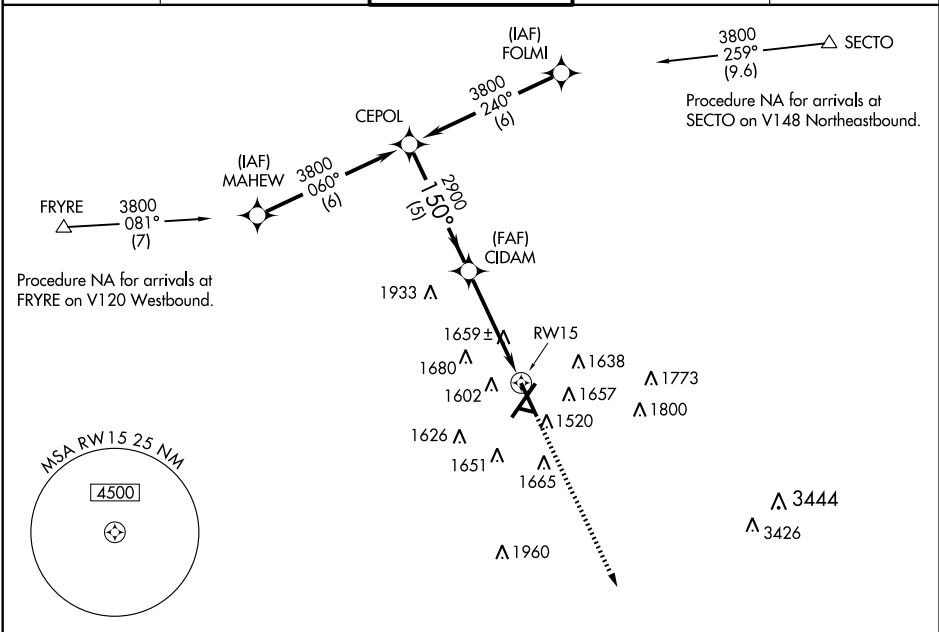 (IAF)
FOLMI
3800
240°
(6)
3800
259°
(9.6)
SECTO
Procedure NA for arrivals at
SECTO on V148 Northeastbound.
CEPOL
(IAF)
MAHEW
3800
060°
(6)
FRYRE
3800
081°
(7)
Procedure NA for arrivals at
FRYRE on V120 Westbound.
2900
150°
(5)
(FAF)
CIDAM
1933
1659±
RW15
1680
1638
1602
1657
1773
1520
1800
1626
1651
1665
3444
3426
1960
MSA RW15 25 NM
4500